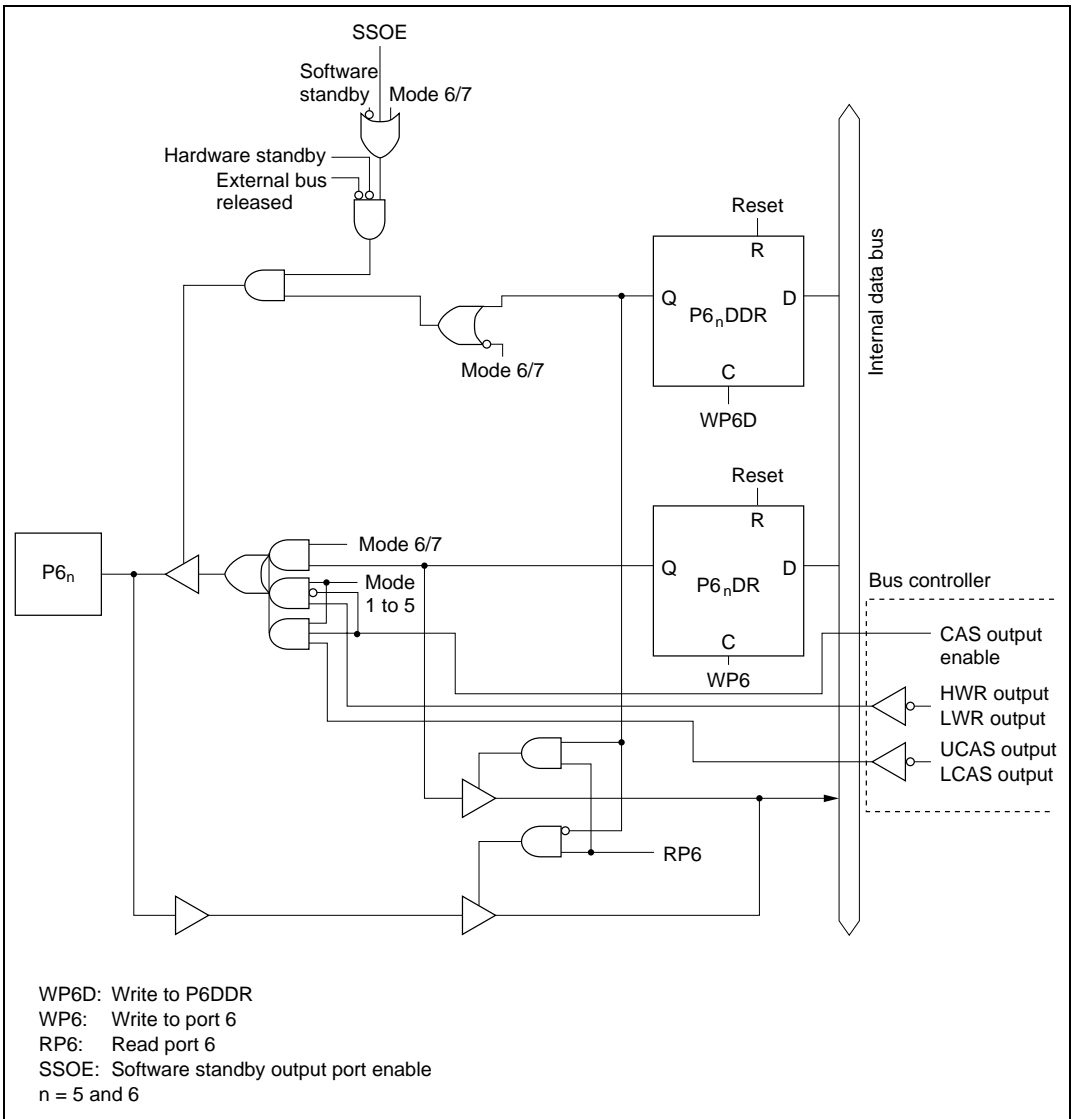 SSOE
Software
standby
Mode 6/7
Hardware standby
External bus
released
Reset
R
Q
D
P6nDDR
C
WP6D
Mode 6/7
Internal data bus
Reset
R
Q
D
P6nDR
C
WP6
P6n
Mode 6/7
Mode
1 to 5
Bus controller
CAS output
enable
HWR output
LWR output
UCAS output
LCAS output
RP6
WP6D: Write to P6DDR
WP6: Write to port 6
RP6: Read port 6
SSOE: Software standby output port enable
n = 5 and 6